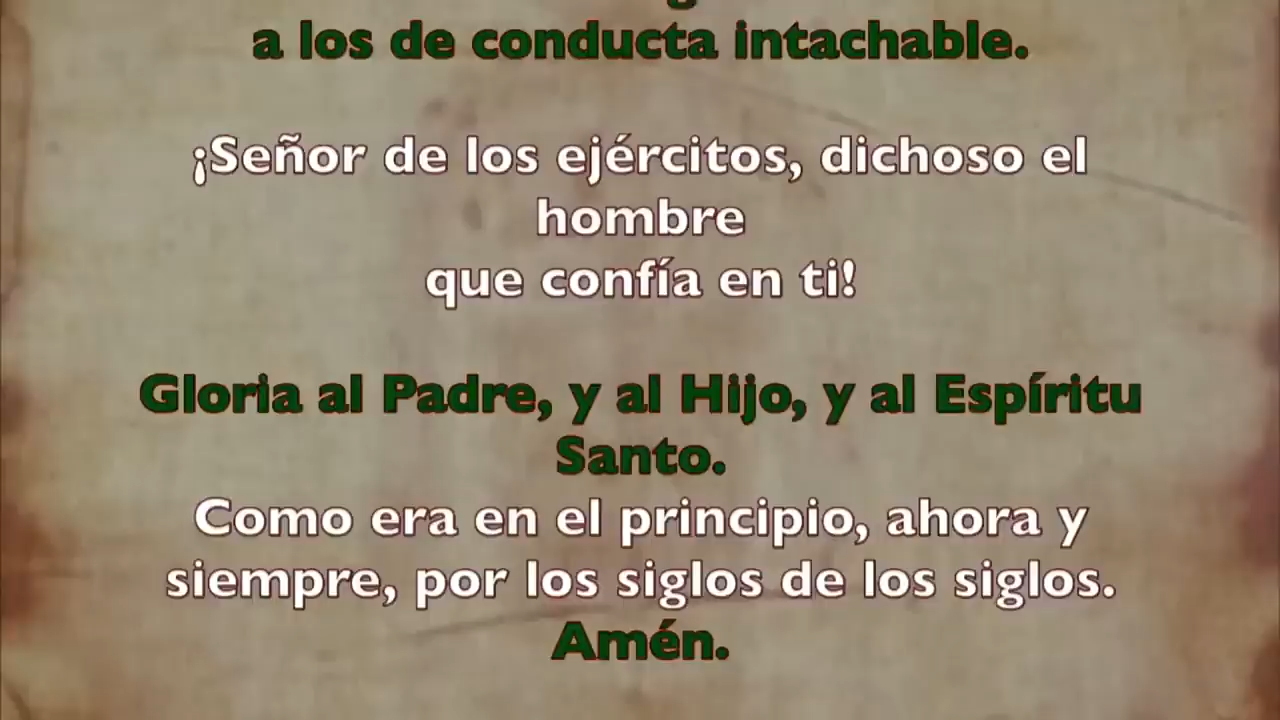 a los de conducta intachable.
¡Señor de los ejércitos, dichoso el
hombre
que confía en ti!
Gloria al Padre, y al Hijo, y al Espíritu
Santo.
Como era en el principio, ahora y
siempre, por los siglos de los siglos.
Amén.